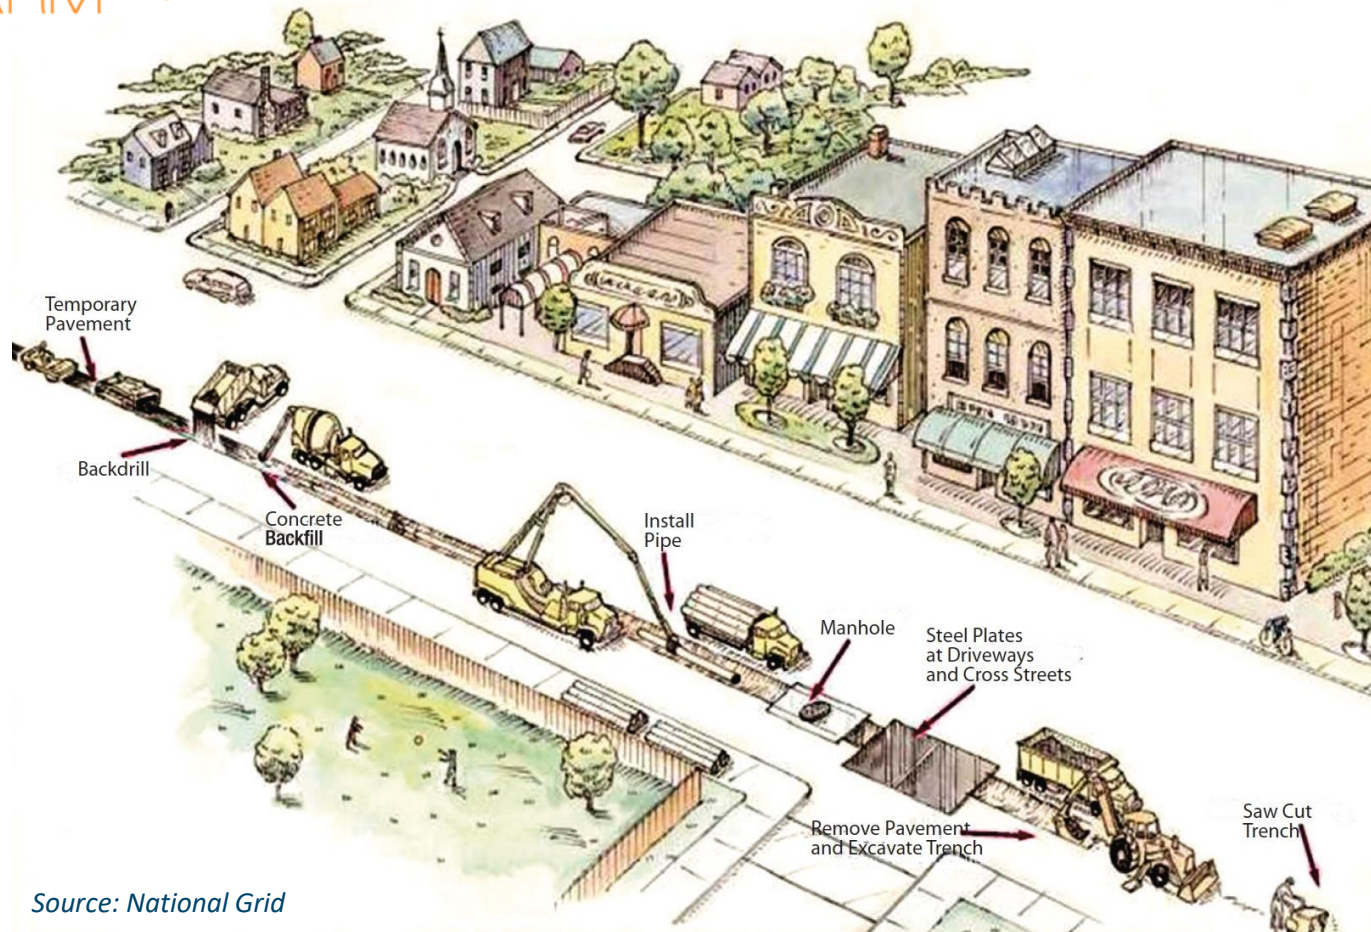 Temporary
Pavement
Backdrill
Concrete
Backfill
Install
Pipe
Manhole
Steel Plates
at Driveways
and Cross Streets
Remove Pavement
and Excavate Trench
Saw Cut
Trench
Source: National Grid